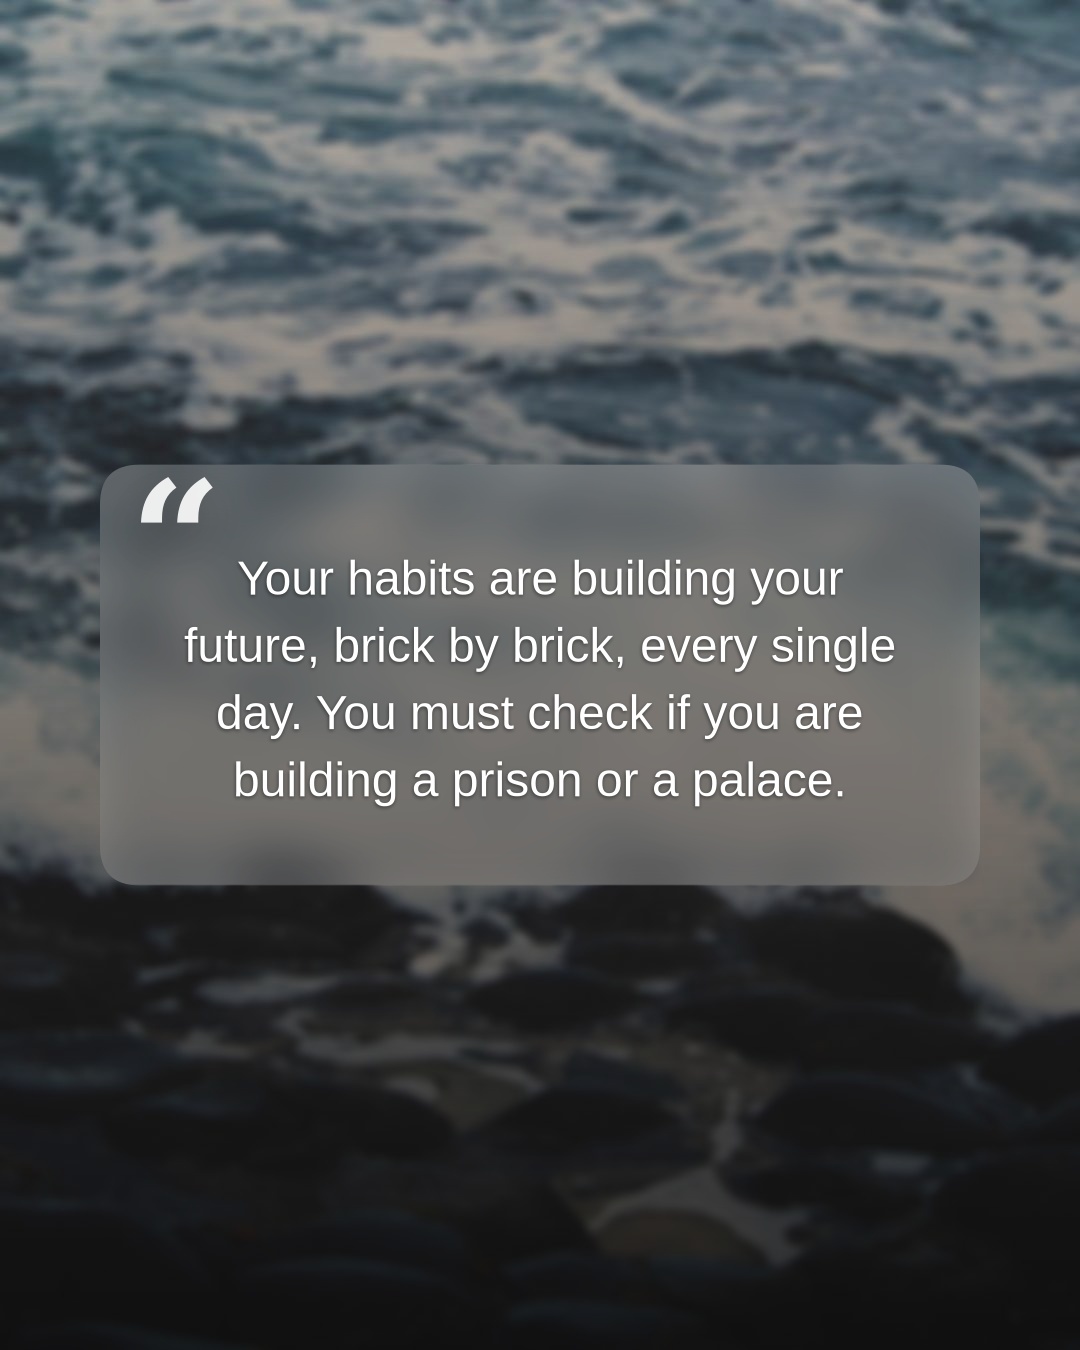 “
Your habits are building your
future, brick by brick, every single
day. You must check if you are
building a prison or a palace.